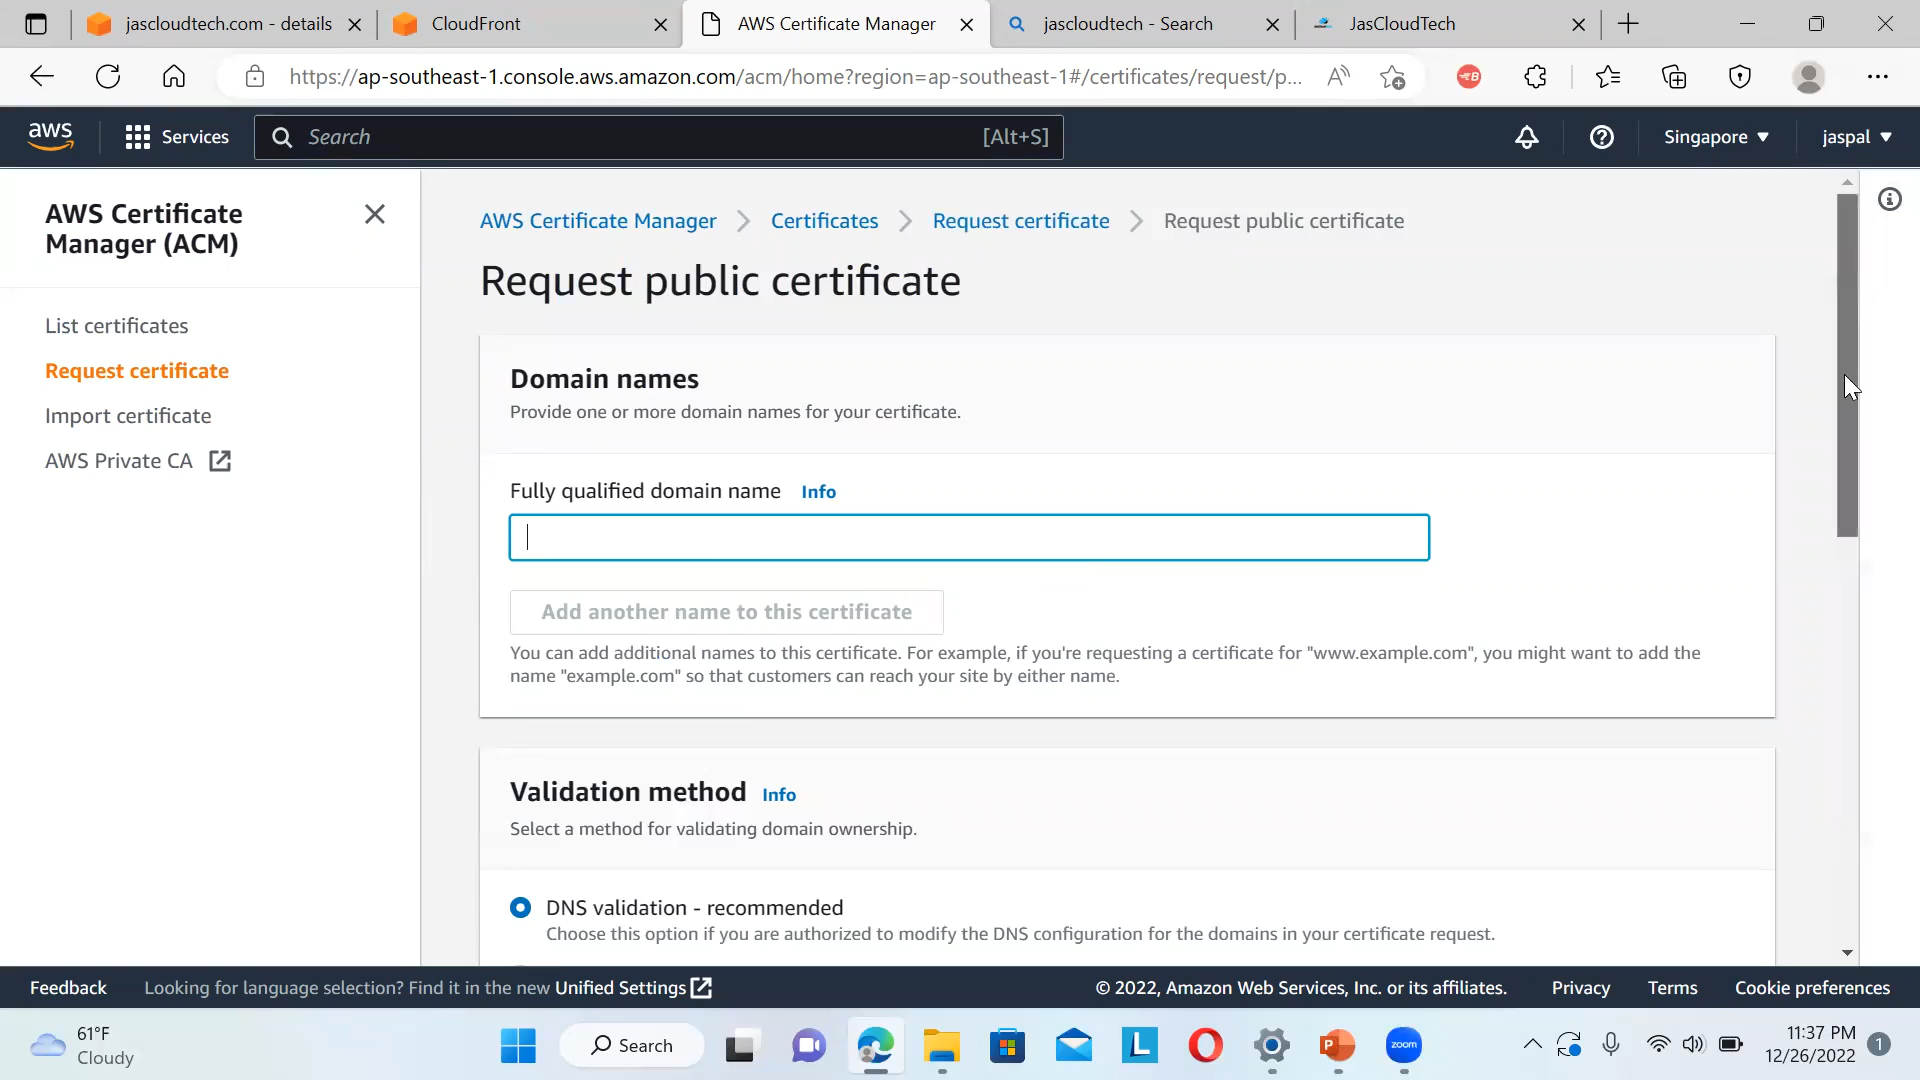 jascloudtech.com - details
CloudFront
AWS Certificate Manager
jascloudtech - Search
JasCloudTech
https://ap-southeast-1.console.aws.amazon.com/acm/home?region=ap-southeast-1#/certificates/request/p...
aws
Services
Search
[Alt+S]
Singapore
jaspal
AWS Certificate
Manager (ACM)
List certificates
Request certificate
Import certificate
AWS Private CA
AWS Certificate Manager
Certificates
Request certificate
Request public certificate
Request public certificate
Domain names
Provide one or more domain names for your certificate.
Fully qualified domain name
Info
Add another name to this certificate
You can add additional names to this certificate. For example, if you're requesting a certificate for "www.example.com", you might want to add the
name "example.com" so that customers can reach your site by either name.
Validation method
Info
Select a method for validating domain ownership.
DNS validation - recommended
Choose this option if you are authorized to modify the DNS configuration for the domains in your certificate request.
Feedback
Looking for language selection? Find it in the new Unified Settings
© 2022, Amazon Web Services, Inc. or its affiliates.
Privacy
Terms
Cookie preferences
61°F
Cloudy
Search
L
P
zoom
11:37 PM
12/26/2022
1